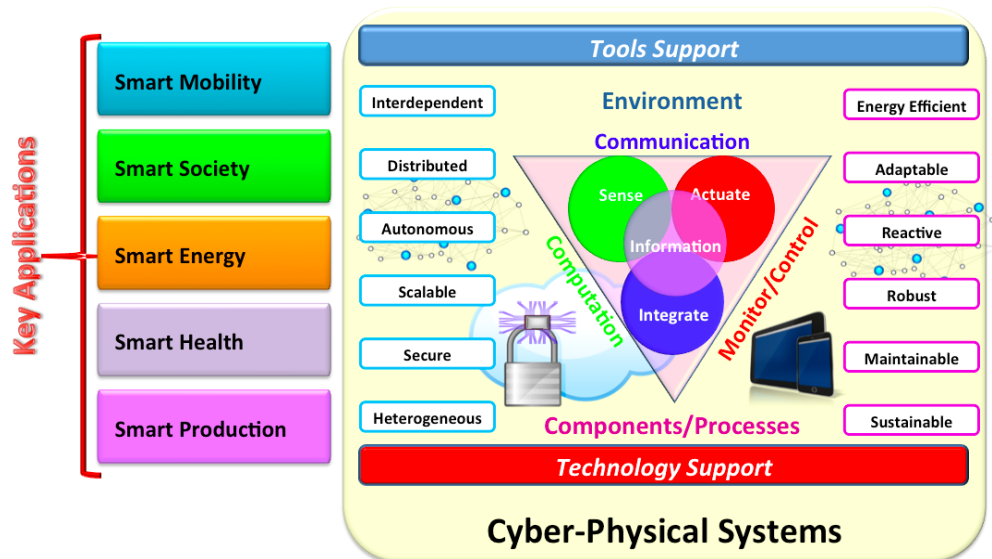 Key Applications
Smart Mobility
Smart Society
Smart Energy
Smart Health
Smart Production
Tools Support
Interdependent
Distributed
Autonomous
Scalable
Secure
Heterogeneous
Environment
Communication
Sense
Actuate
Information
Integrate
Computation
Monitor/Control
Components/Processes
Energy Efficient
Adaptable
Reactive
Robust
Maintainable
Sustainable
Technology Support
Cyber-Physical Systems